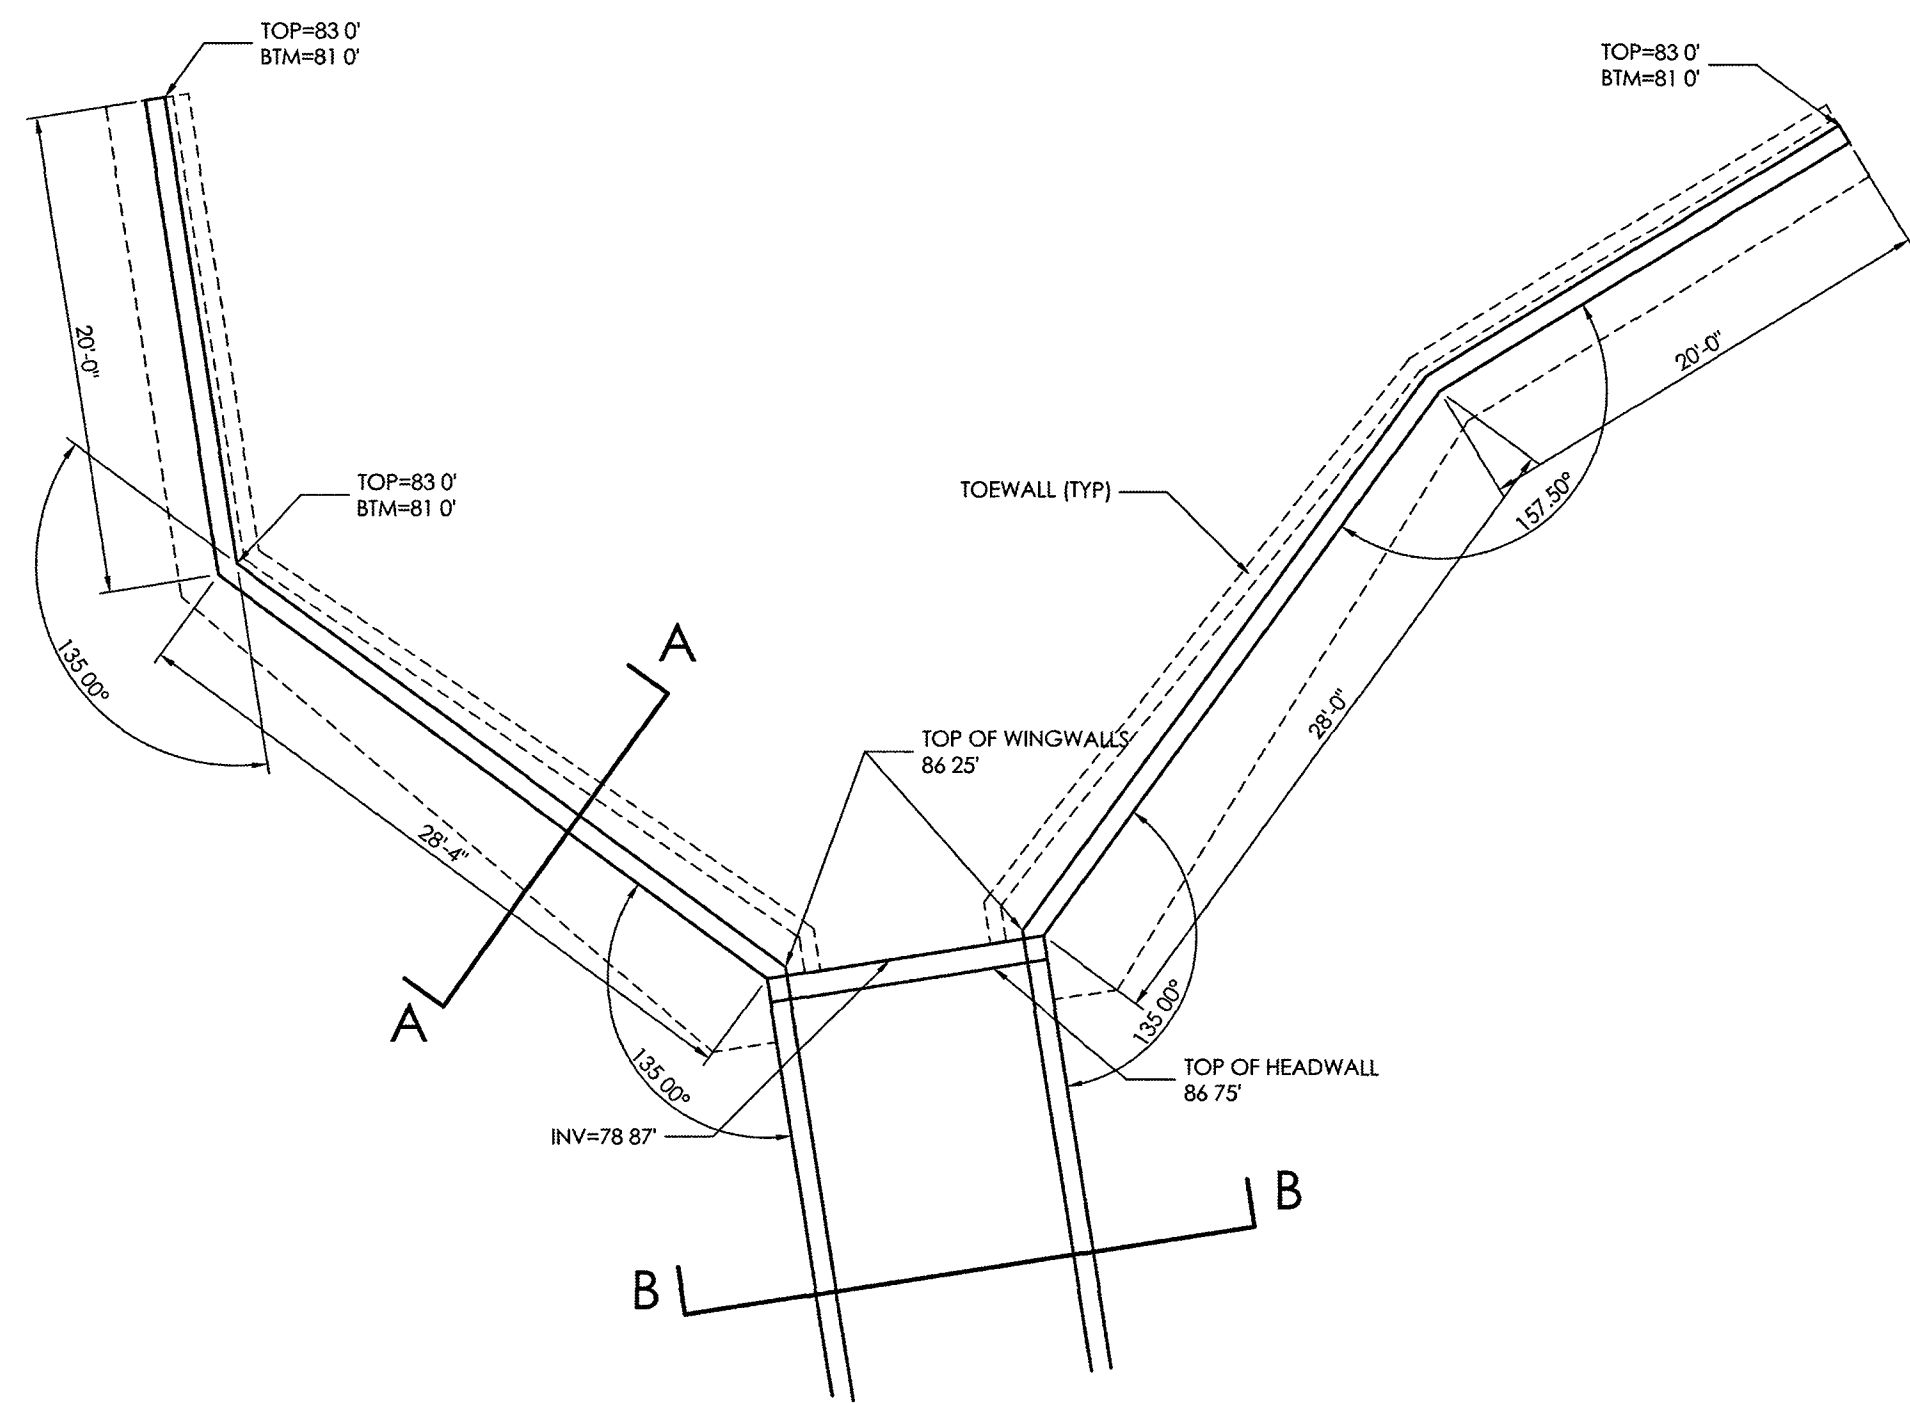 TOP=83 0'
BTM=81 0'
TOP=83 0'
BTM=81 0'
20'-0"
20'-0"
TOP=83 0'
BTM=81 0'
TOEWALL (TYP)
157.50°
135 00°
A
28'-0"
TOP OF WINGWALLS
86 25'
28'-4"
A
135 00°
135 00°
TOP OF HEADWALL
86 75'
INV=78 87'
B
B